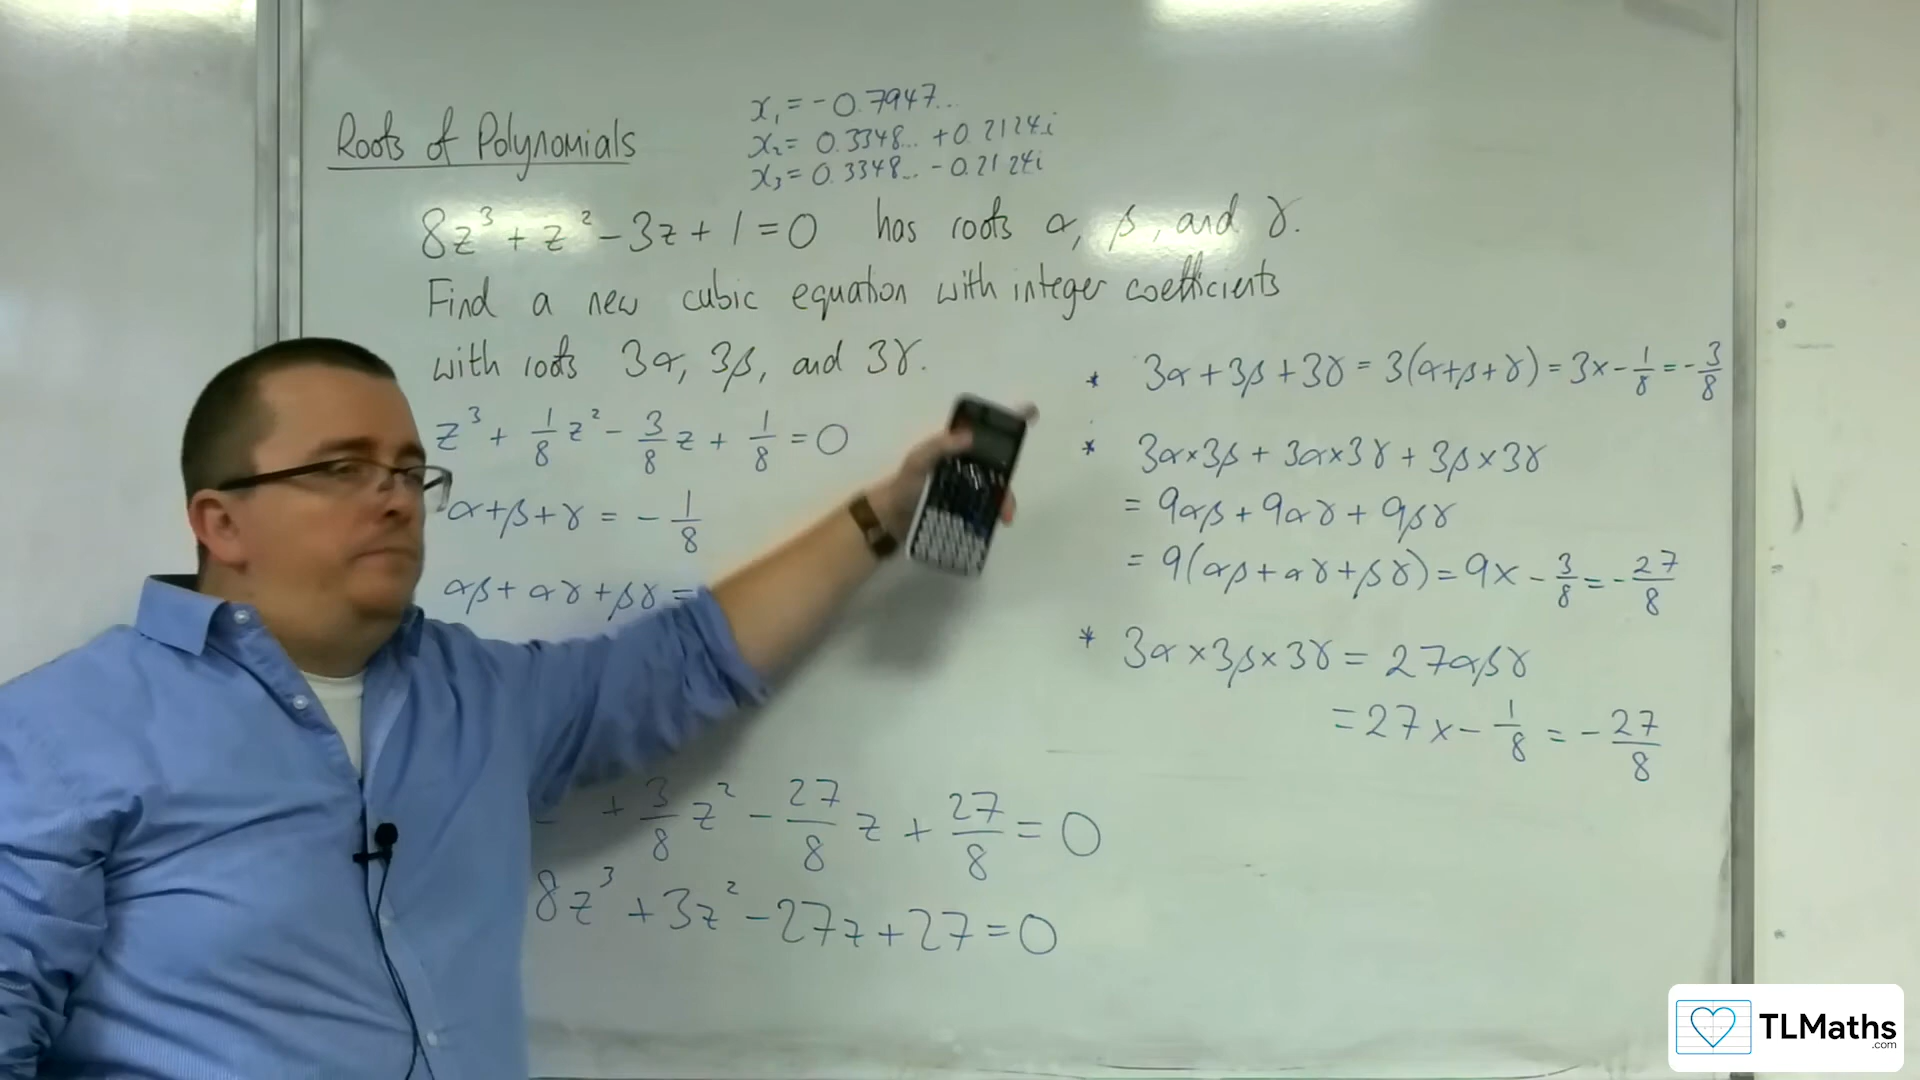 Roots of Polynomials
x₁ = -0.7947...
x₂ = 0.3348... + 0.2124i
x₃ = 0.3348... - 0.2124i
8z³ + z² - 3z + 1 = 0 has roots α, β, and γ.
Find a new cubic equation with integer coefficients
with roots 3α, 3β, and 3γ.
z³ + 1/8 z² - 3/8 z + 1/8 = 0
α+β+γ = - 1/8
αβ + αγ + βγ =
+ 3/8 z² - 27/8 z + 27/8 = 0
8z³ + 3z² - 27z + 27 = 0
* 3α + 3β + 3γ = 3(α+β+γ) = 3 × - 1/8 = - 3/8
* 3α×3β + 3α×3γ + 3β×3γ
= 9αβ + 9αγ + 9βγ
= 9(αβ + αγ + βγ) = 9 × - 3/8 = - 27/8
* 3α × 3β × 3γ = 27αβγ
= 27 × - 1/8 = - 27/8
TLMaths
.com